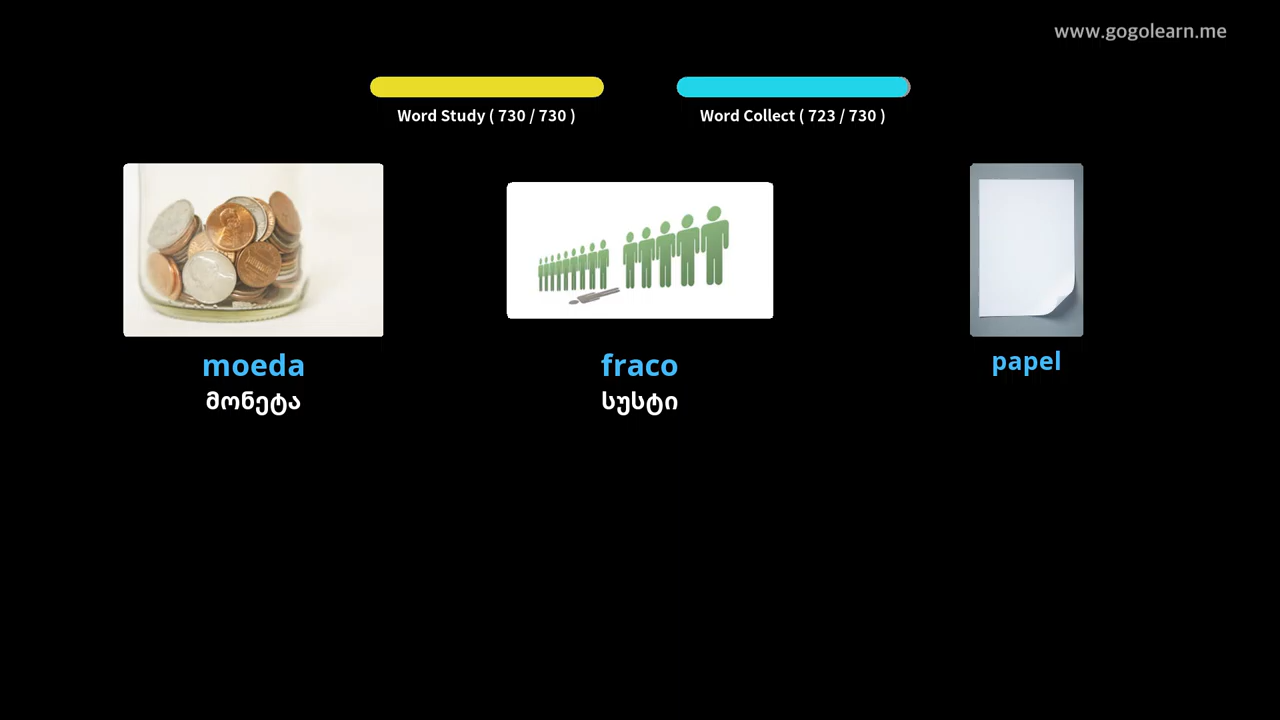 www.gogolearn.me
Word Study ( 730 / 730 )
Word Collect ( 723 / 730 )
moeda
მონეტა
fraco
სუსტი
papel